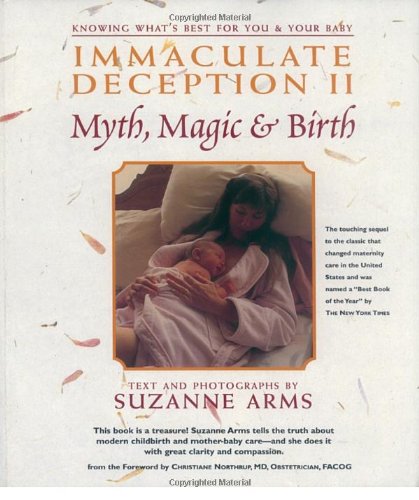 Copyrighted Material
KNOWING WHAT'S BEST FOR YOU & YOUR BABY
IMMACULATE
DECEPTION II
Myth, Magic & Birth
The touching sequel
to the classic that
changed maternity
care in the United
States and was
named a "Best Book
of the Year" by
THE NEW YORK TIMES
TEXT AND PHOTOGRAPHS BY
SUZANNE ARMS
This book is a treasure! Suzanne Arms tells the truth about
modern childbirth and mother-baby care—and she does it
with great clarity and compassion.
from the Foreword by CHRISTIANE NORTHRUP, MD, OBSTETRICIAN, FACOG
Copyrighted Material